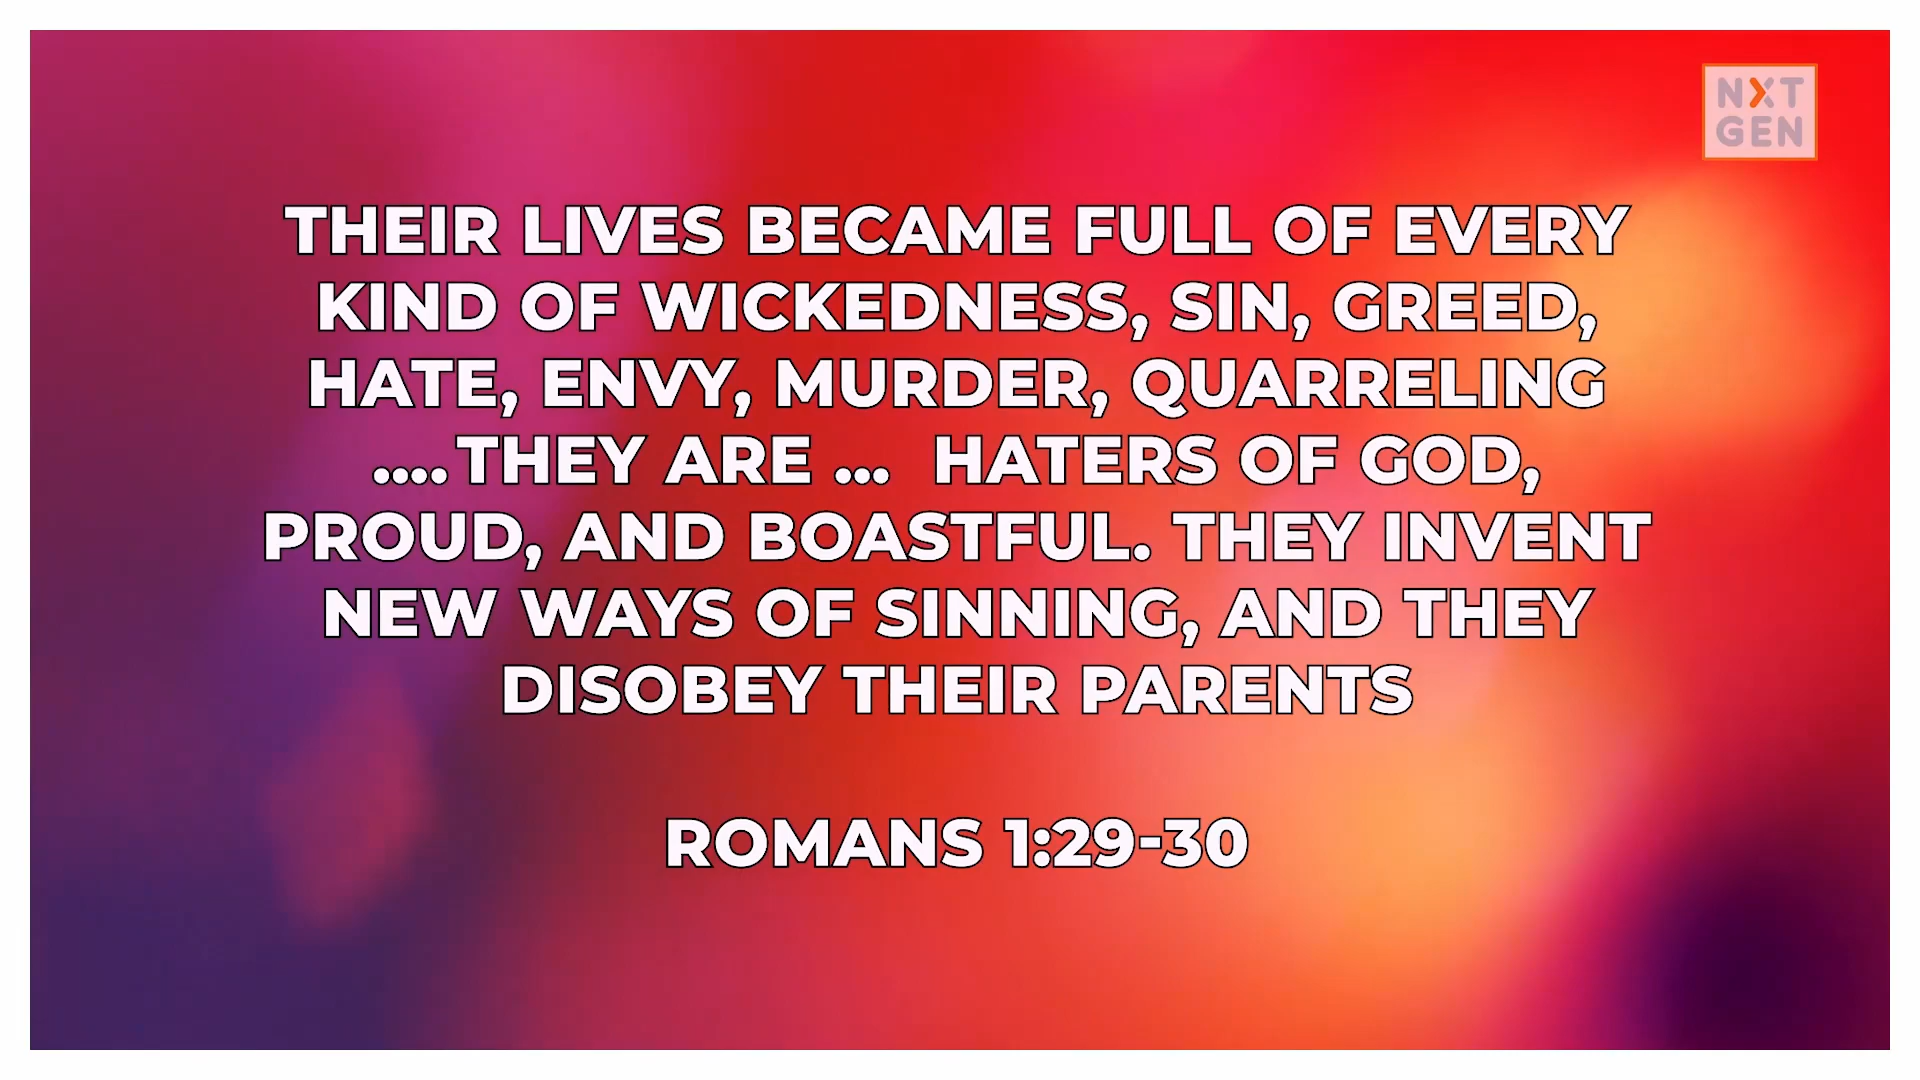 NXT
GEN
THEIR LIVES BECAME FULL OF EVERY
KIND OF WICKEDNESS, SIN, GREED,
HATE, ENVY, MURDER, QUARRELING
....THEY ARE ...  HATERS OF GOD,
PROUD, AND BOASTFUL. THEY INVENT
NEW WAYS OF SINNING, AND THEY
DISOBEY THEIR PARENTS
ROMANS 1:29-30